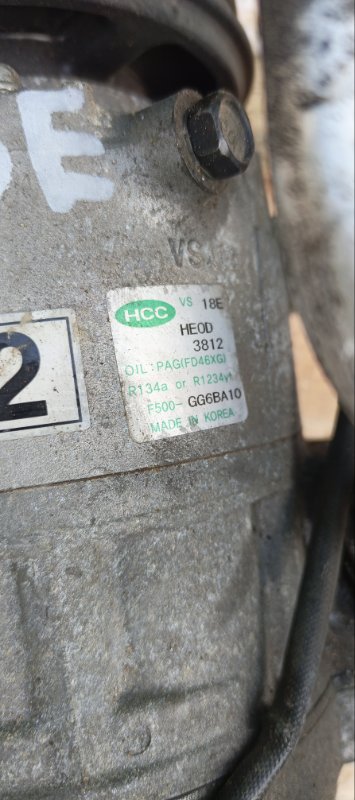 E
VS
HCC VS 18E
HE0D
3812
OIL:PAG(FD46XG)
R134a or R1234yf
F500-GG6BA10
MADE IN KOREA
2